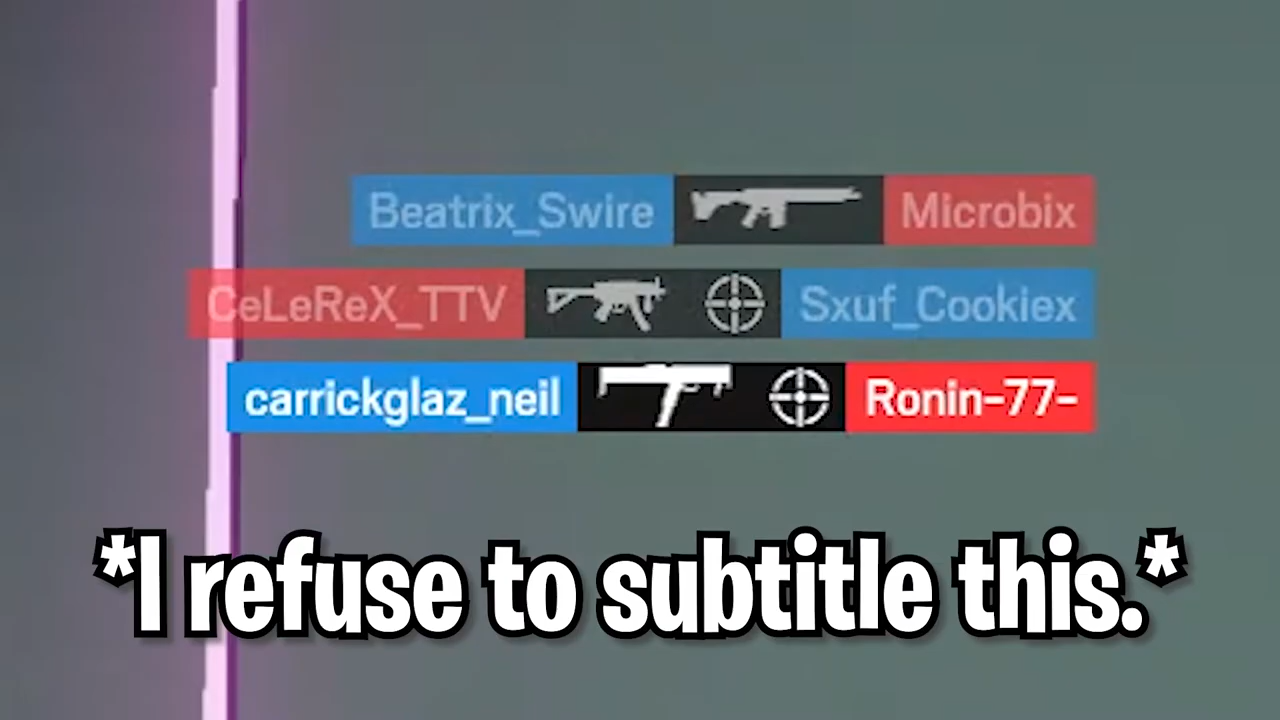 Beatrix_Swire Microbix
CeLeReX_TTV Sxuf_Cookiex
carrickglaz_neil Ronin-77-
*I refuse to subtitle this.*